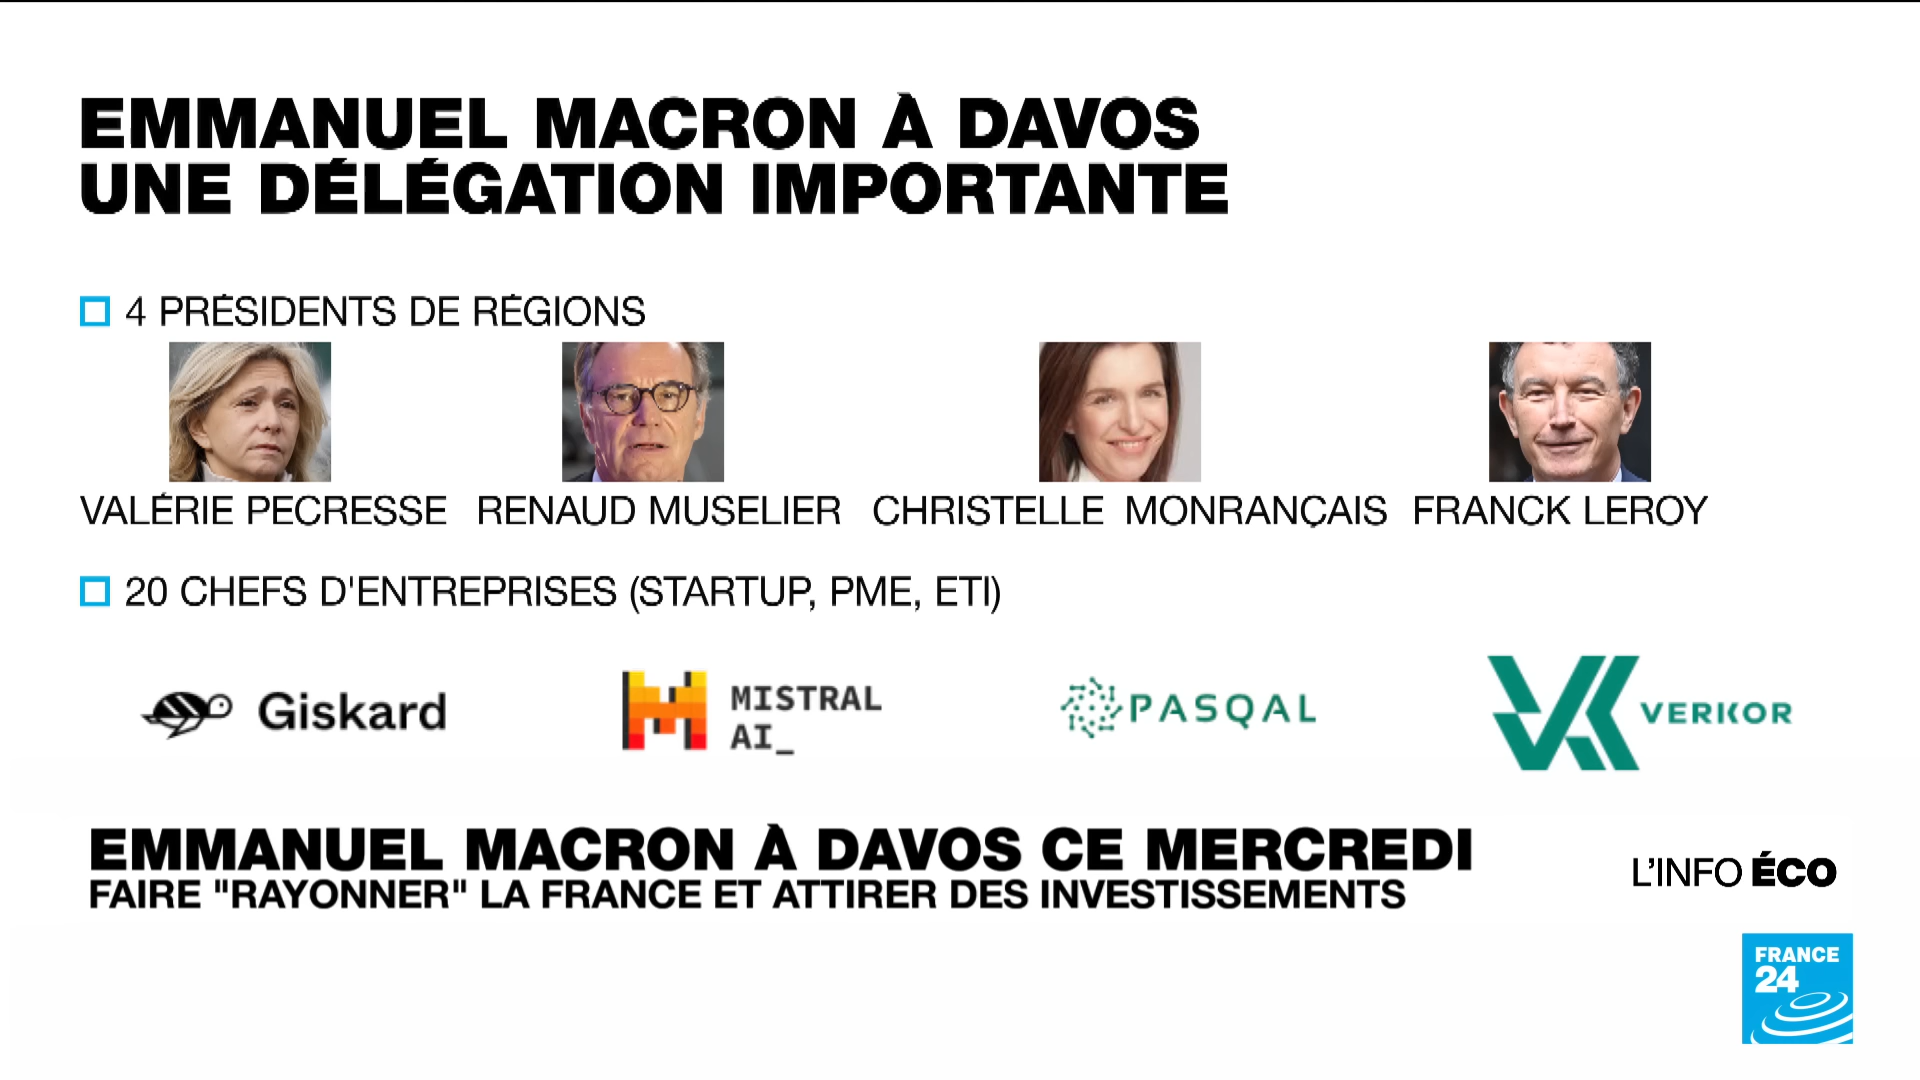 EMMANUEL MACRON À DAVOS
UNE DÉLÉGATION IMPORTANTE
4 PRÉSIDENTS DE RÉGIONS
VALÉRIE PECRESSE RENAUD MUSELIER CHRISTELLE MONRANÇAIS FRANCK LEROY
20 CHEFS D'ENTREPRISES (STARTUP, PME, ETI)
Giskard
MISTRAL
AI_
PASQAL
VERKOR
EMMANUEL MACRON À DAVOS CE MERCREDI
FAIRE "RAYONNER" LA FRANCE ET ATTIRER DES INVESTISSEMENTS
L'INFO ÉCO
FRANCE
24